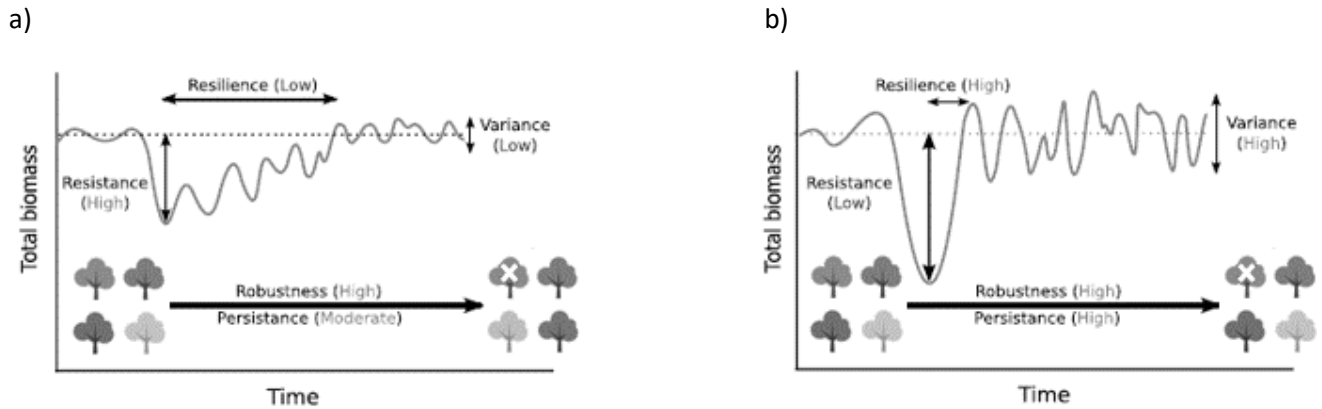 a)
Resilience (Low)
Variance
(Low)
Resistance
(High)
Total biomass
Robustness (High)
Persistance (Moderate)
Time
b)
Resilience (High)
Variance
(High)
Resistance
(Low)
Total biomass
Robustness (High)
Persistance (High)
Time